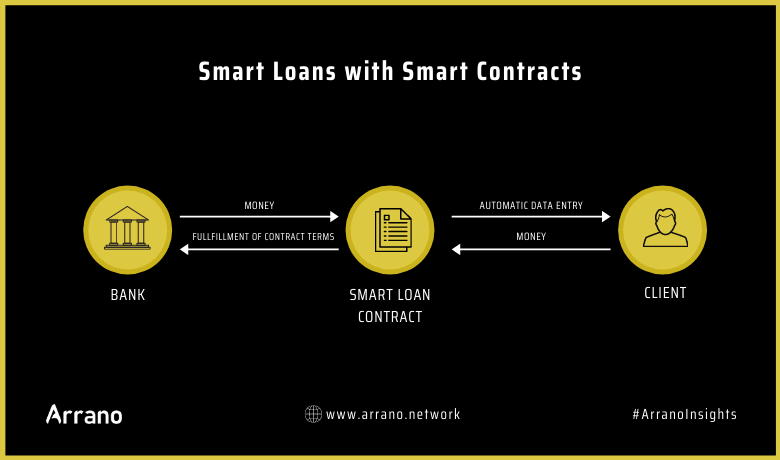 Smart Loans with Smart Contracts
MONEY
AUTOMATIC DATA ENTRY
FULLFILLMENT OF CONTRACT TERMS
MONEY
BANK
SMART LOAN
CONTRACT
CLIENT
Arrano
www.arrano.network
#ArranoInsights